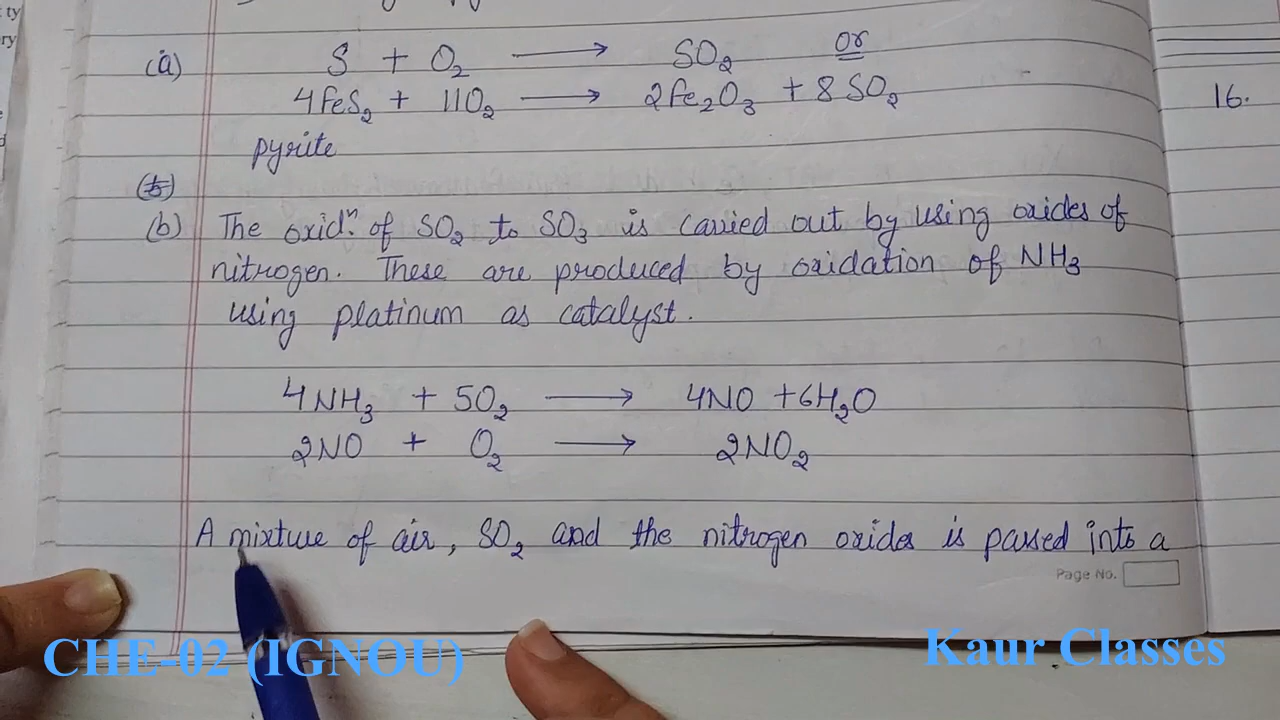 ty
ry
(a) S + O₂ ⟶ SO₂ or
4FeS₂ + 11O₂ ⟶ 2Fe₂O₃ + 8SO₂
16.
pyrite
(b)
(b) The oxidⁿ. of SO₂ to SO₃ is carried out by using oxides of
nitrogen. These are produced by oxidation of NH₃
using platinum as catalyst.
4NH₃ + 5O₂ ⟶ 4NO + 6H₂O
2NO + O₂ ⟶ 2NO₂
A mixture of air, SO₂ and the nitrogen oxides is passed into a
Page No.
CHE-02 (IGNOU)
Kaur Classes